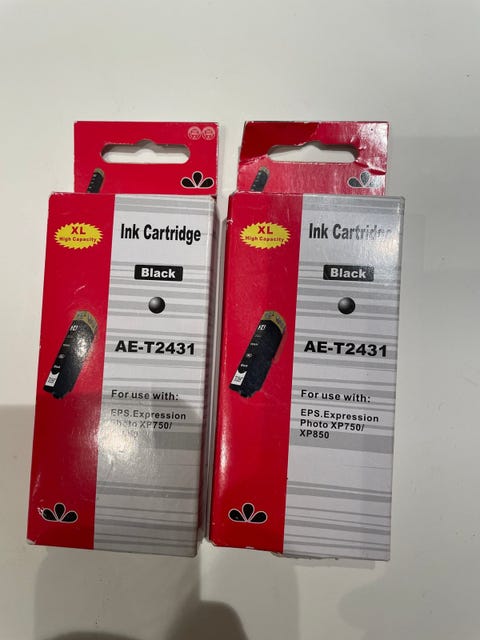 XL
High Capacity
Ink Cartridge
Black
AE-T2431
For use with:
EPS.Expression
Photo XP750/
XL
High Capacity
Ink Cartridge
Black
AE-T2431
For use with:
EPS.Expression
Photo XP750/
XP850